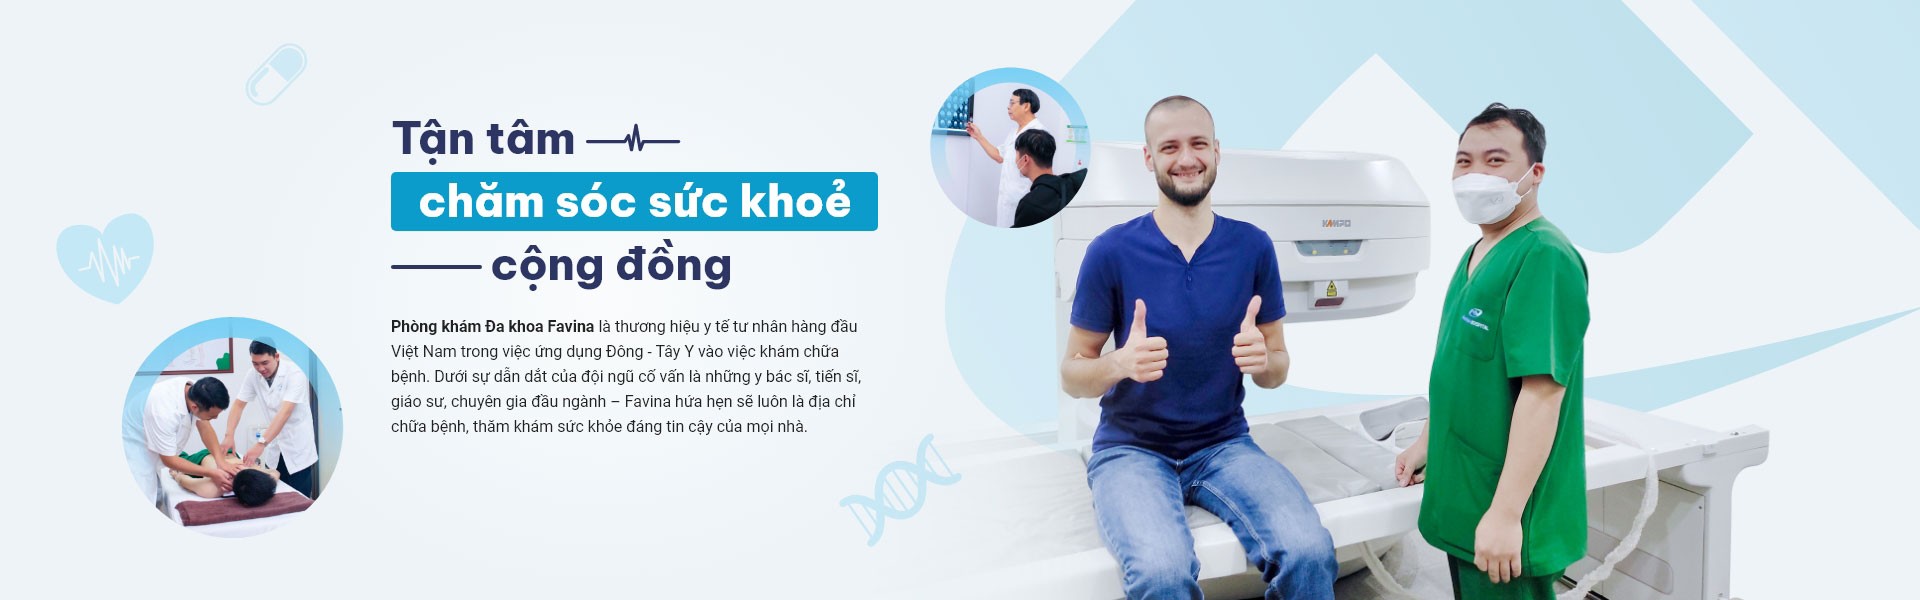 Tận tâm
chăm sóc sức khoẻ
cộng đồng
Phòng khám Đa khoa Favina là thương hiệu y tế tư nhân hàng đầu
Việt Nam trong việc ứng dụng Đông - Tây Y vào việc khám chữa
bệnh. Dưới sự dẫn dắt của đội ngũ cố vấn là những y bác sĩ, tiến sĩ,
giáo sư, chuyên gia đầu ngành – Favina hứa hẹn sẽ luôn là địa chỉ
chữa bệnh, thăm khám sức khỏe đáng tin cậy của mọi nhà.